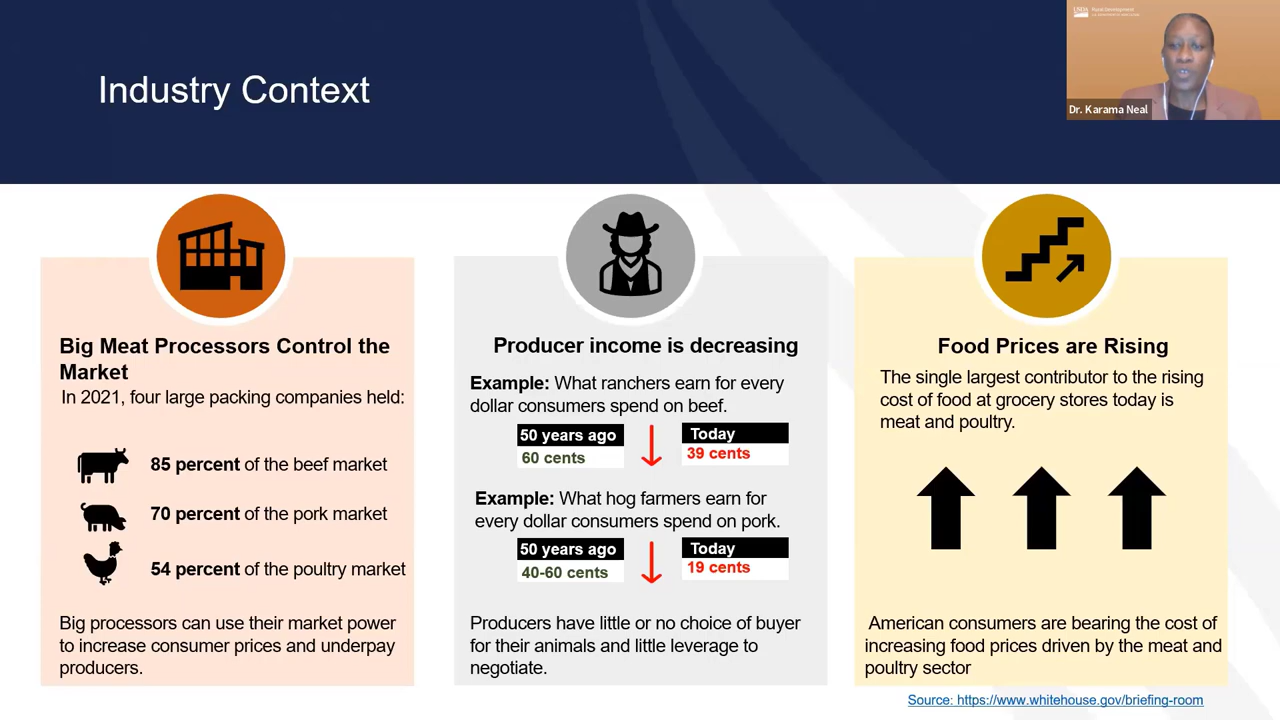 Industry Context
USDA Rural Development
Dr. Karama Neal
Big Meat Processors Control the
Market
In 2021, four large packing companies held:
85 percent of the beef market
70 percent of the pork market
54 percent of the poultry market
Big processors can use their market power
to increase consumer prices and underpay
producers.
Producer income is decreasing
Example: What ranchers earn for every
dollar consumers spend on beef.
50 years ago
60 cents
Today
39 cents
Example: What hog farmers earn for
every dollar consumers spend on pork.
50 years ago
40-60 cents
Today
19 cents
Producers have little or no choice of buyer
for their animals and little leverage to
negotiate.
Food Prices are Rising
The single largest contributor to the rising
cost of food at grocery stores today is
meat and poultry.
American consumers are bearing the cost of
increasing food prices driven by the meat and
poultry sector
Source: https://www.whitehouse.gov/briefing-room